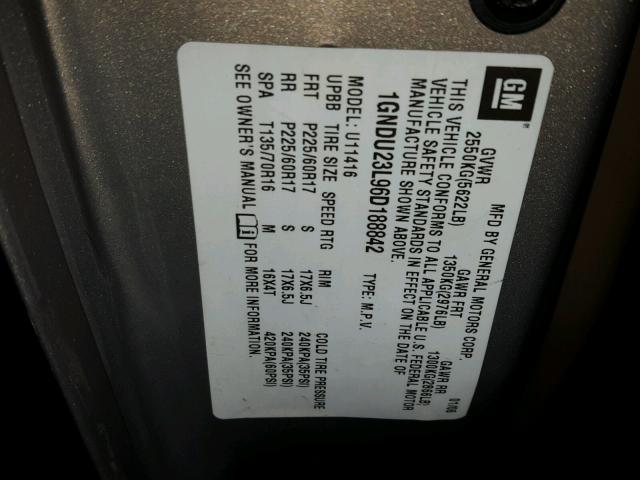 GM
MFD BY GENERAL MOTORS CORP. 01/06
GVWR GAWR FRT GAWR RR
2550KG(5622LB) 1350KG(2976LB) 1300KG(2866LB)
THIS VEHICLE CONFORMS TO ALL APPLICABLE U.S. FEDERAL MOTOR
VEHICLE SAFETY STANDARDS IN EFFECT ON THE DATE OF
MANUFACTURE SHOWN ABOVE.
1GNDU23L96D188842 TYPE: M.P.V.
MODEL: U11416
UPBB TIRE SIZE SPEED RTG RIM COLD TIRE PRESSURE
FRT P225/60R17 S 17X6.5J 240KPA(35PSI)
RR P225/60R17 S 17X6.5J 240KPA(35PSI)
SPA T135/70R16 M 16X4T 420KPA(60PSI)
SEE OWNER'S MANUAL FOR MORE INFORMATION.